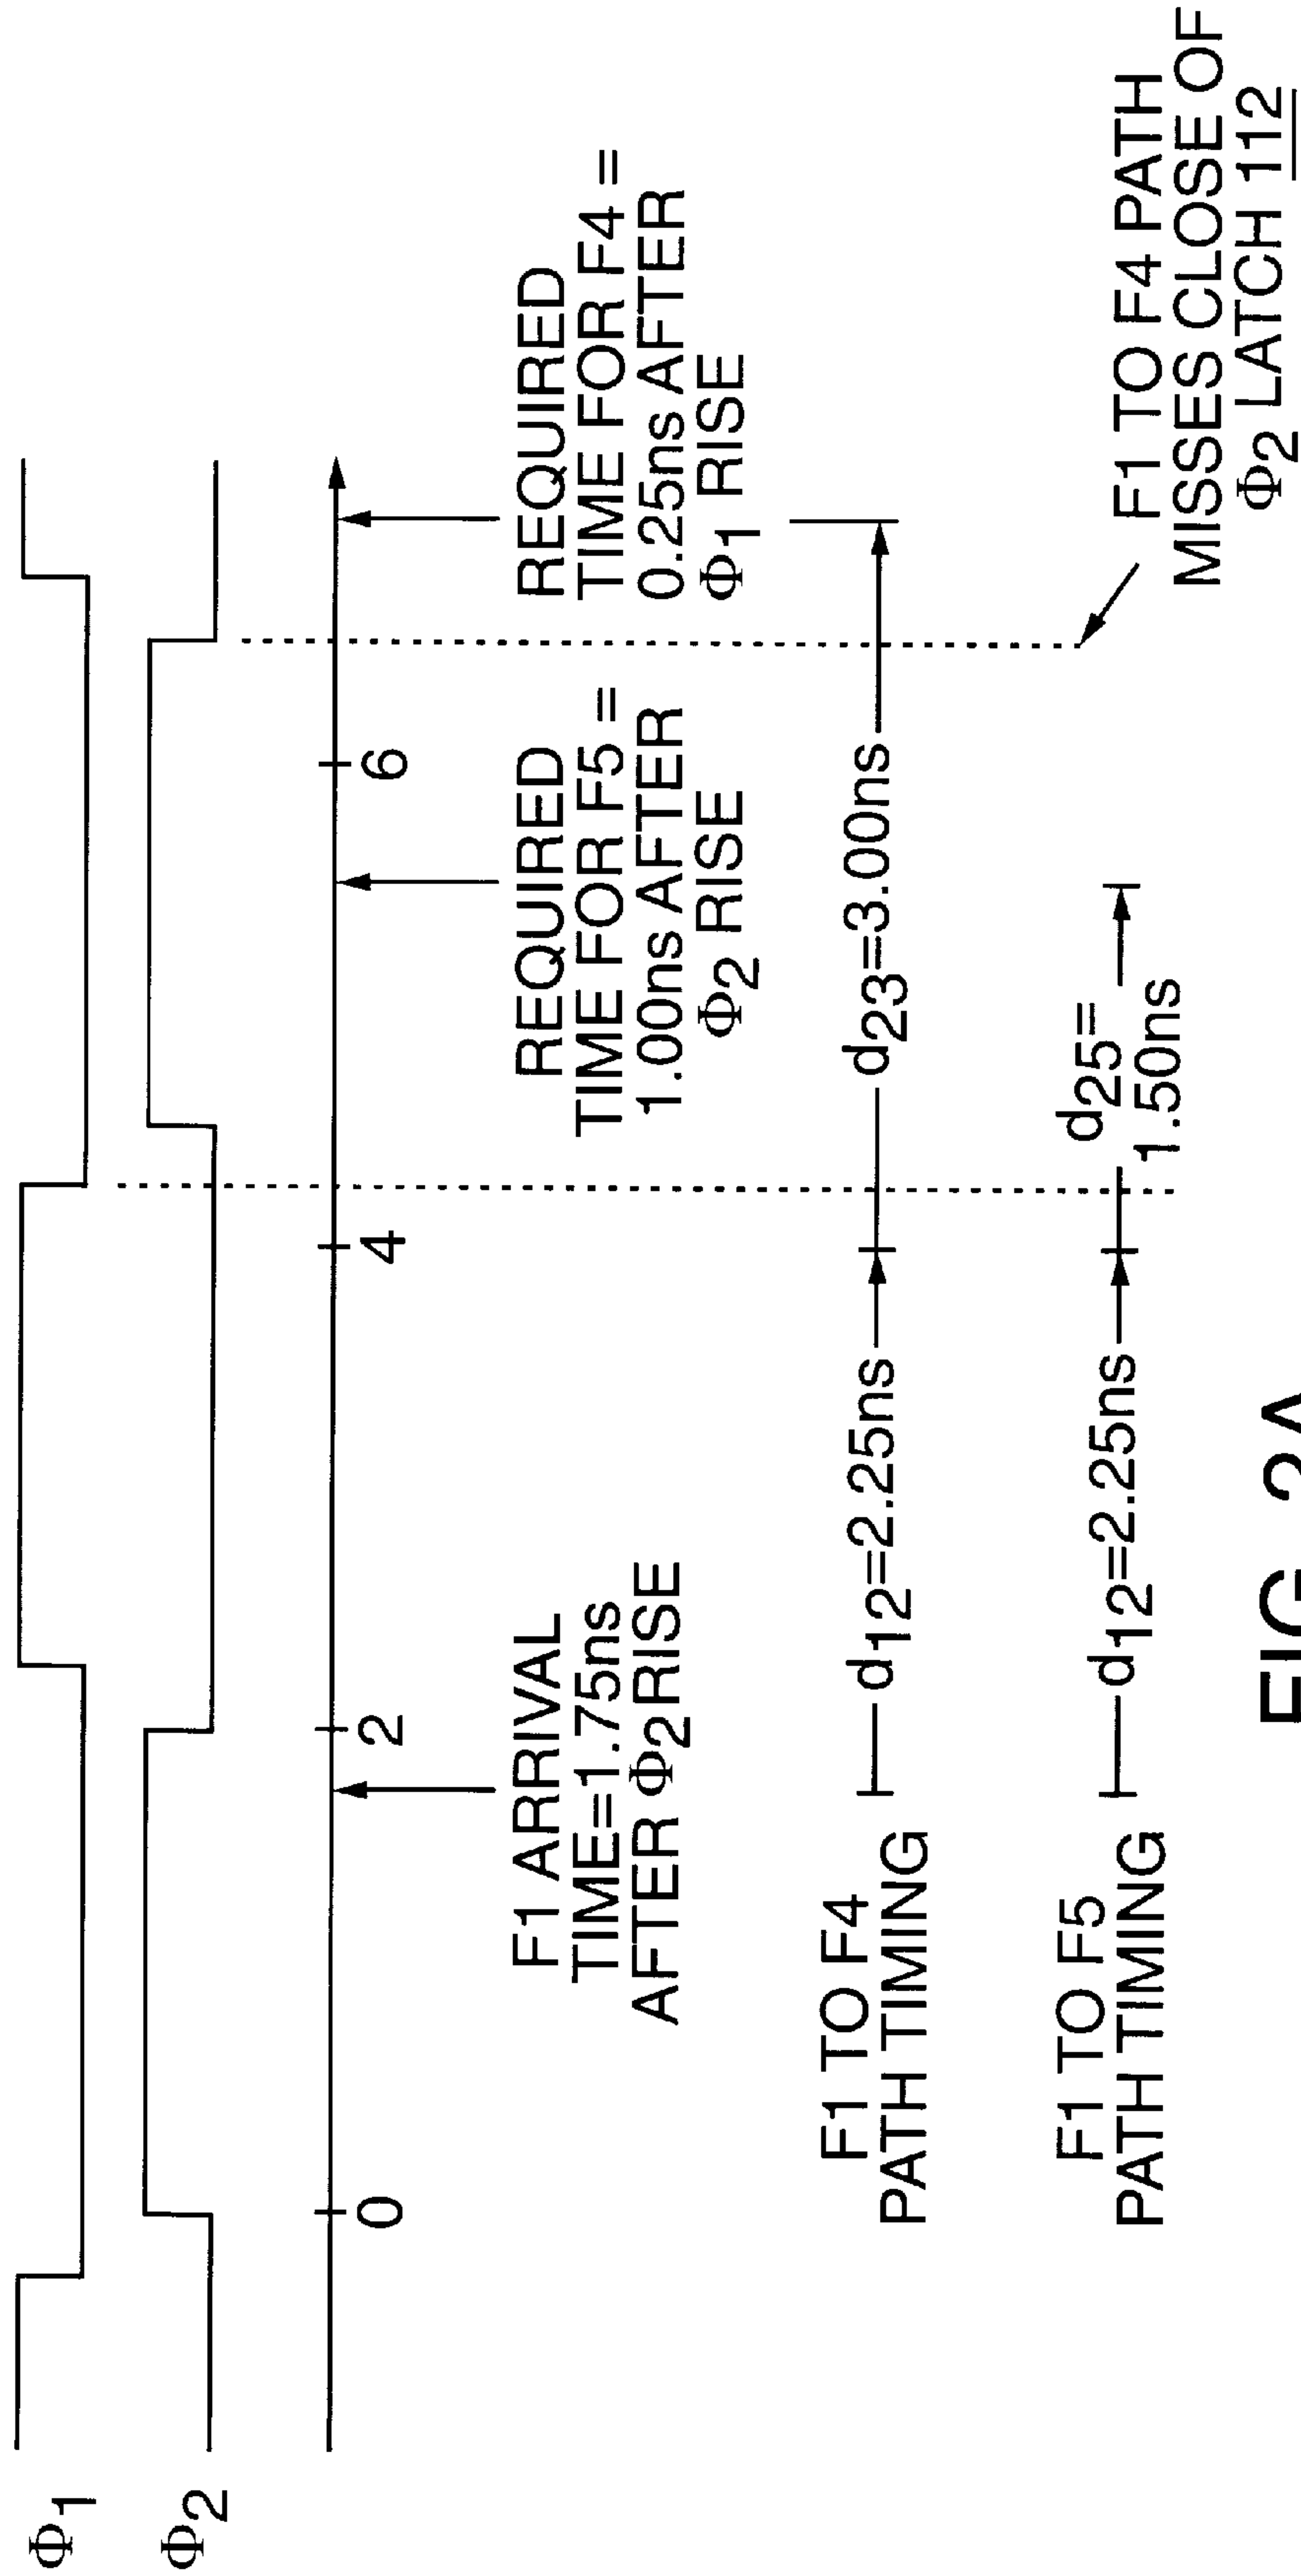 Φ1
Φ2
0
2
4
6
F1 ARRIVAL
TIME=1.75ns
AFTER Φ2 RISE
REQUIRED
TIME FOR F5 =
1.00ns AFTER
Φ2 RISE
REQUIRED
TIME FOR F4 =
0.25ns AFTER
Φ1 RISE
F1 TO F4
PATH TIMING
d12=2.25ns
d23=3.00ns
F1 TO F5
PATH TIMING
d12=2.25ns
d25=
1.50ns
F1 TO F4 PATH
MISSES CLOSE OF
Φ2 LATCH 112